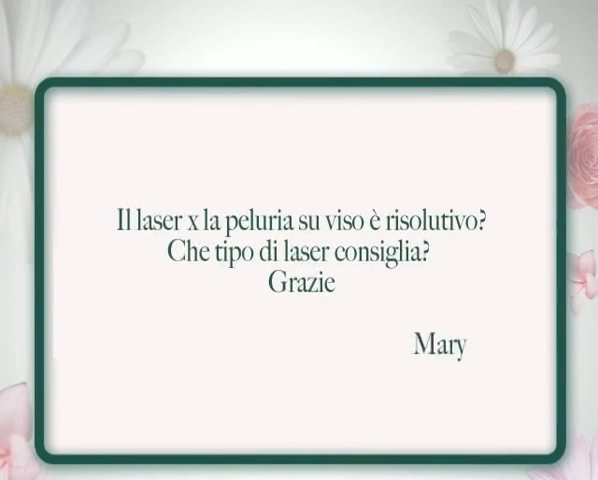 Il laser x la peluria su viso è risolutivo?
Che tipo di laser consiglia?
Grazie
Mary